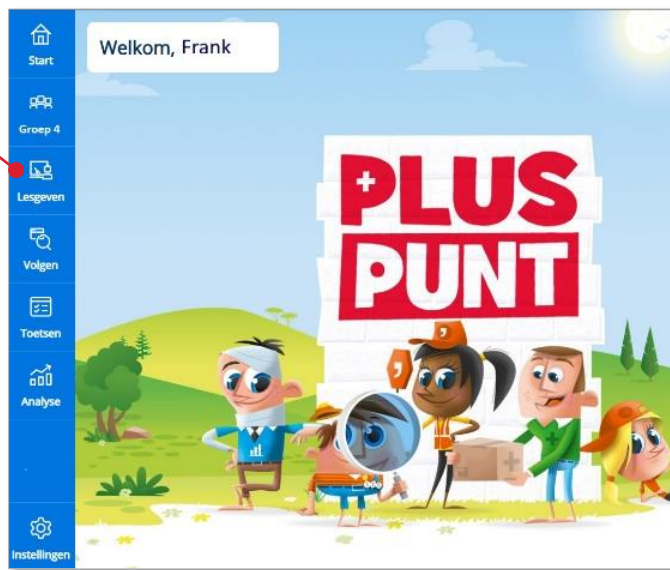 Start
Groep 4
Lesgeven
Volgen
Toetsen
Analyse
Instellingen
Welkom, Frank
PLUS
PUNT